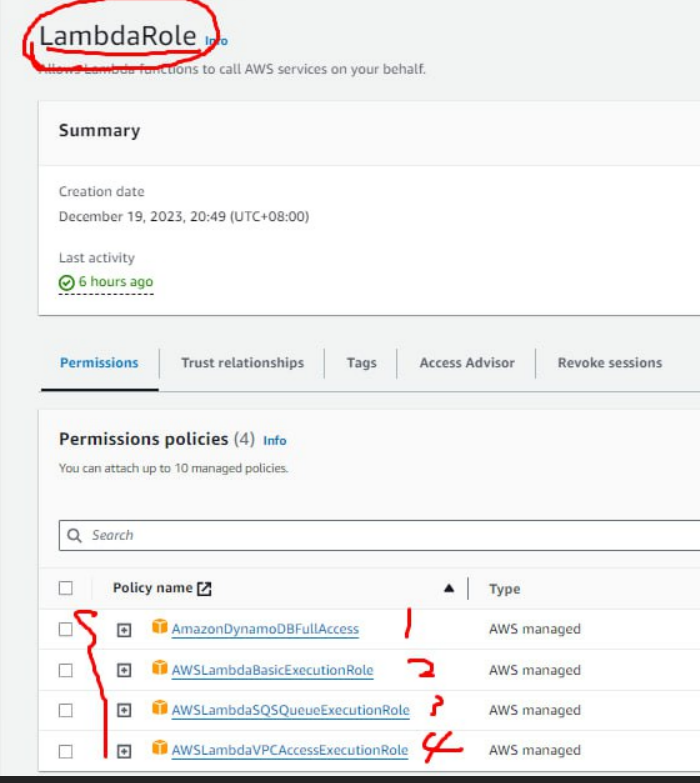 LambdaRole Info
Allows Lambda functions to call AWS services on your behalf.
Summary
Creation date
December 19, 2023, 20:49 (UTC+08:00)
Last activity
6 hours ago
Permissions Trust relationships Tags Access Advisor Revoke sessions
Permissions policies (4) Info
You can attach up to 10 managed policies.
Search
Policy name Type
AmazonDynamoDBFullAccess 1 AWS managed
AWSLambdaBasicExecutionRole 2 AWS managed
AWSLambdaSQSQueueExecutionRole 3 AWS managed
AWSLambdaVPCAccessExecutionRole 4 AWS managed